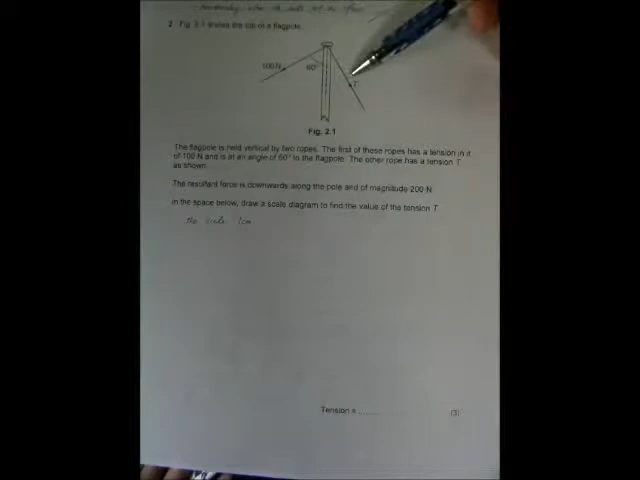 2 Fig. 2.1 shows the top of a flagpole.
100 N
60°
T
Fig. 2.1
The flagpole is held vertical by two ropes. The first of these ropes has a tension in it
of 100 N and is at an angle of 60° to the flagpole. The other rope has a tension T
as shown.
The resultant force is downwards along the pole and of magnitude 200 N
in the space below, draw a scale diagram to find the value of the tension T
the scale 1cm
Tension = ..........
(3)